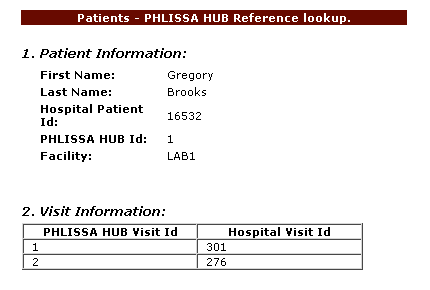 Patients - PHLISSA HUB Reference lookup.
1. Patient Information:
First Name: Gregory
Last Name: Brooks
Hospital Patient
Id: 16532
PHLISSA HUB Id: 1
Facility: LAB1
2. Visit Information:
PHLISSA HUB Visit Id Hospital Visit Id
1 301
2 276